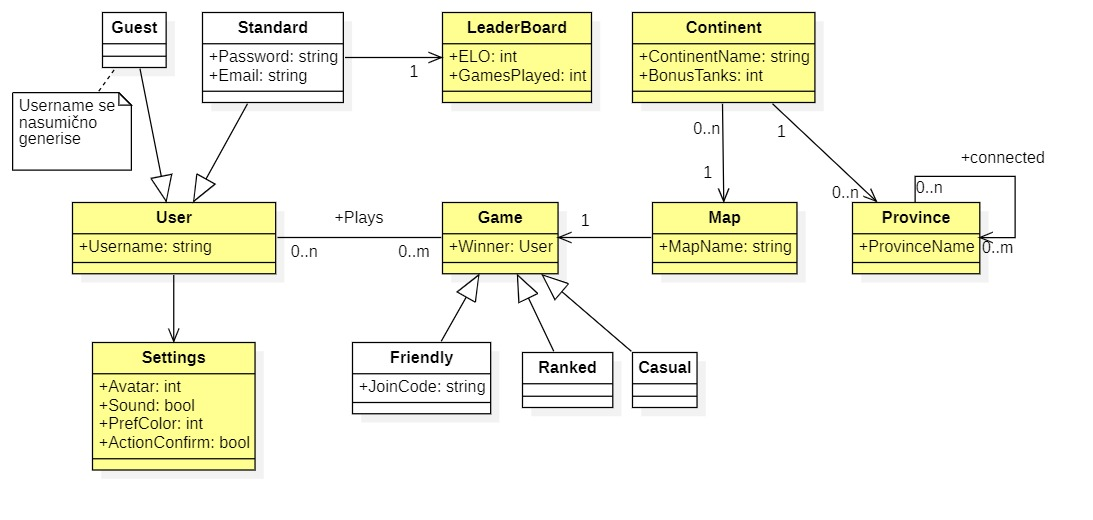 Guest
Standard
+Password: string
+Email: string
1
LeaderBoard
+ELO: int
+GamesPlayed: int
Continent
+ContinentName: string
+BonusTanks: int
Username se
nasumično
generise
0..n
1
1
0..n
+connected
0..n
0..m
User
+Username: string
+Plays
0..n
0..m
Game
+Winner: User
1
Map
+MapName: string
Province
+ProvinceName
Settings
+Avatar: int
+Sound: bool
+PrefColor: int
+ActionConfirm: bool
Friendly
+JoinCode: string
Ranked
Casual